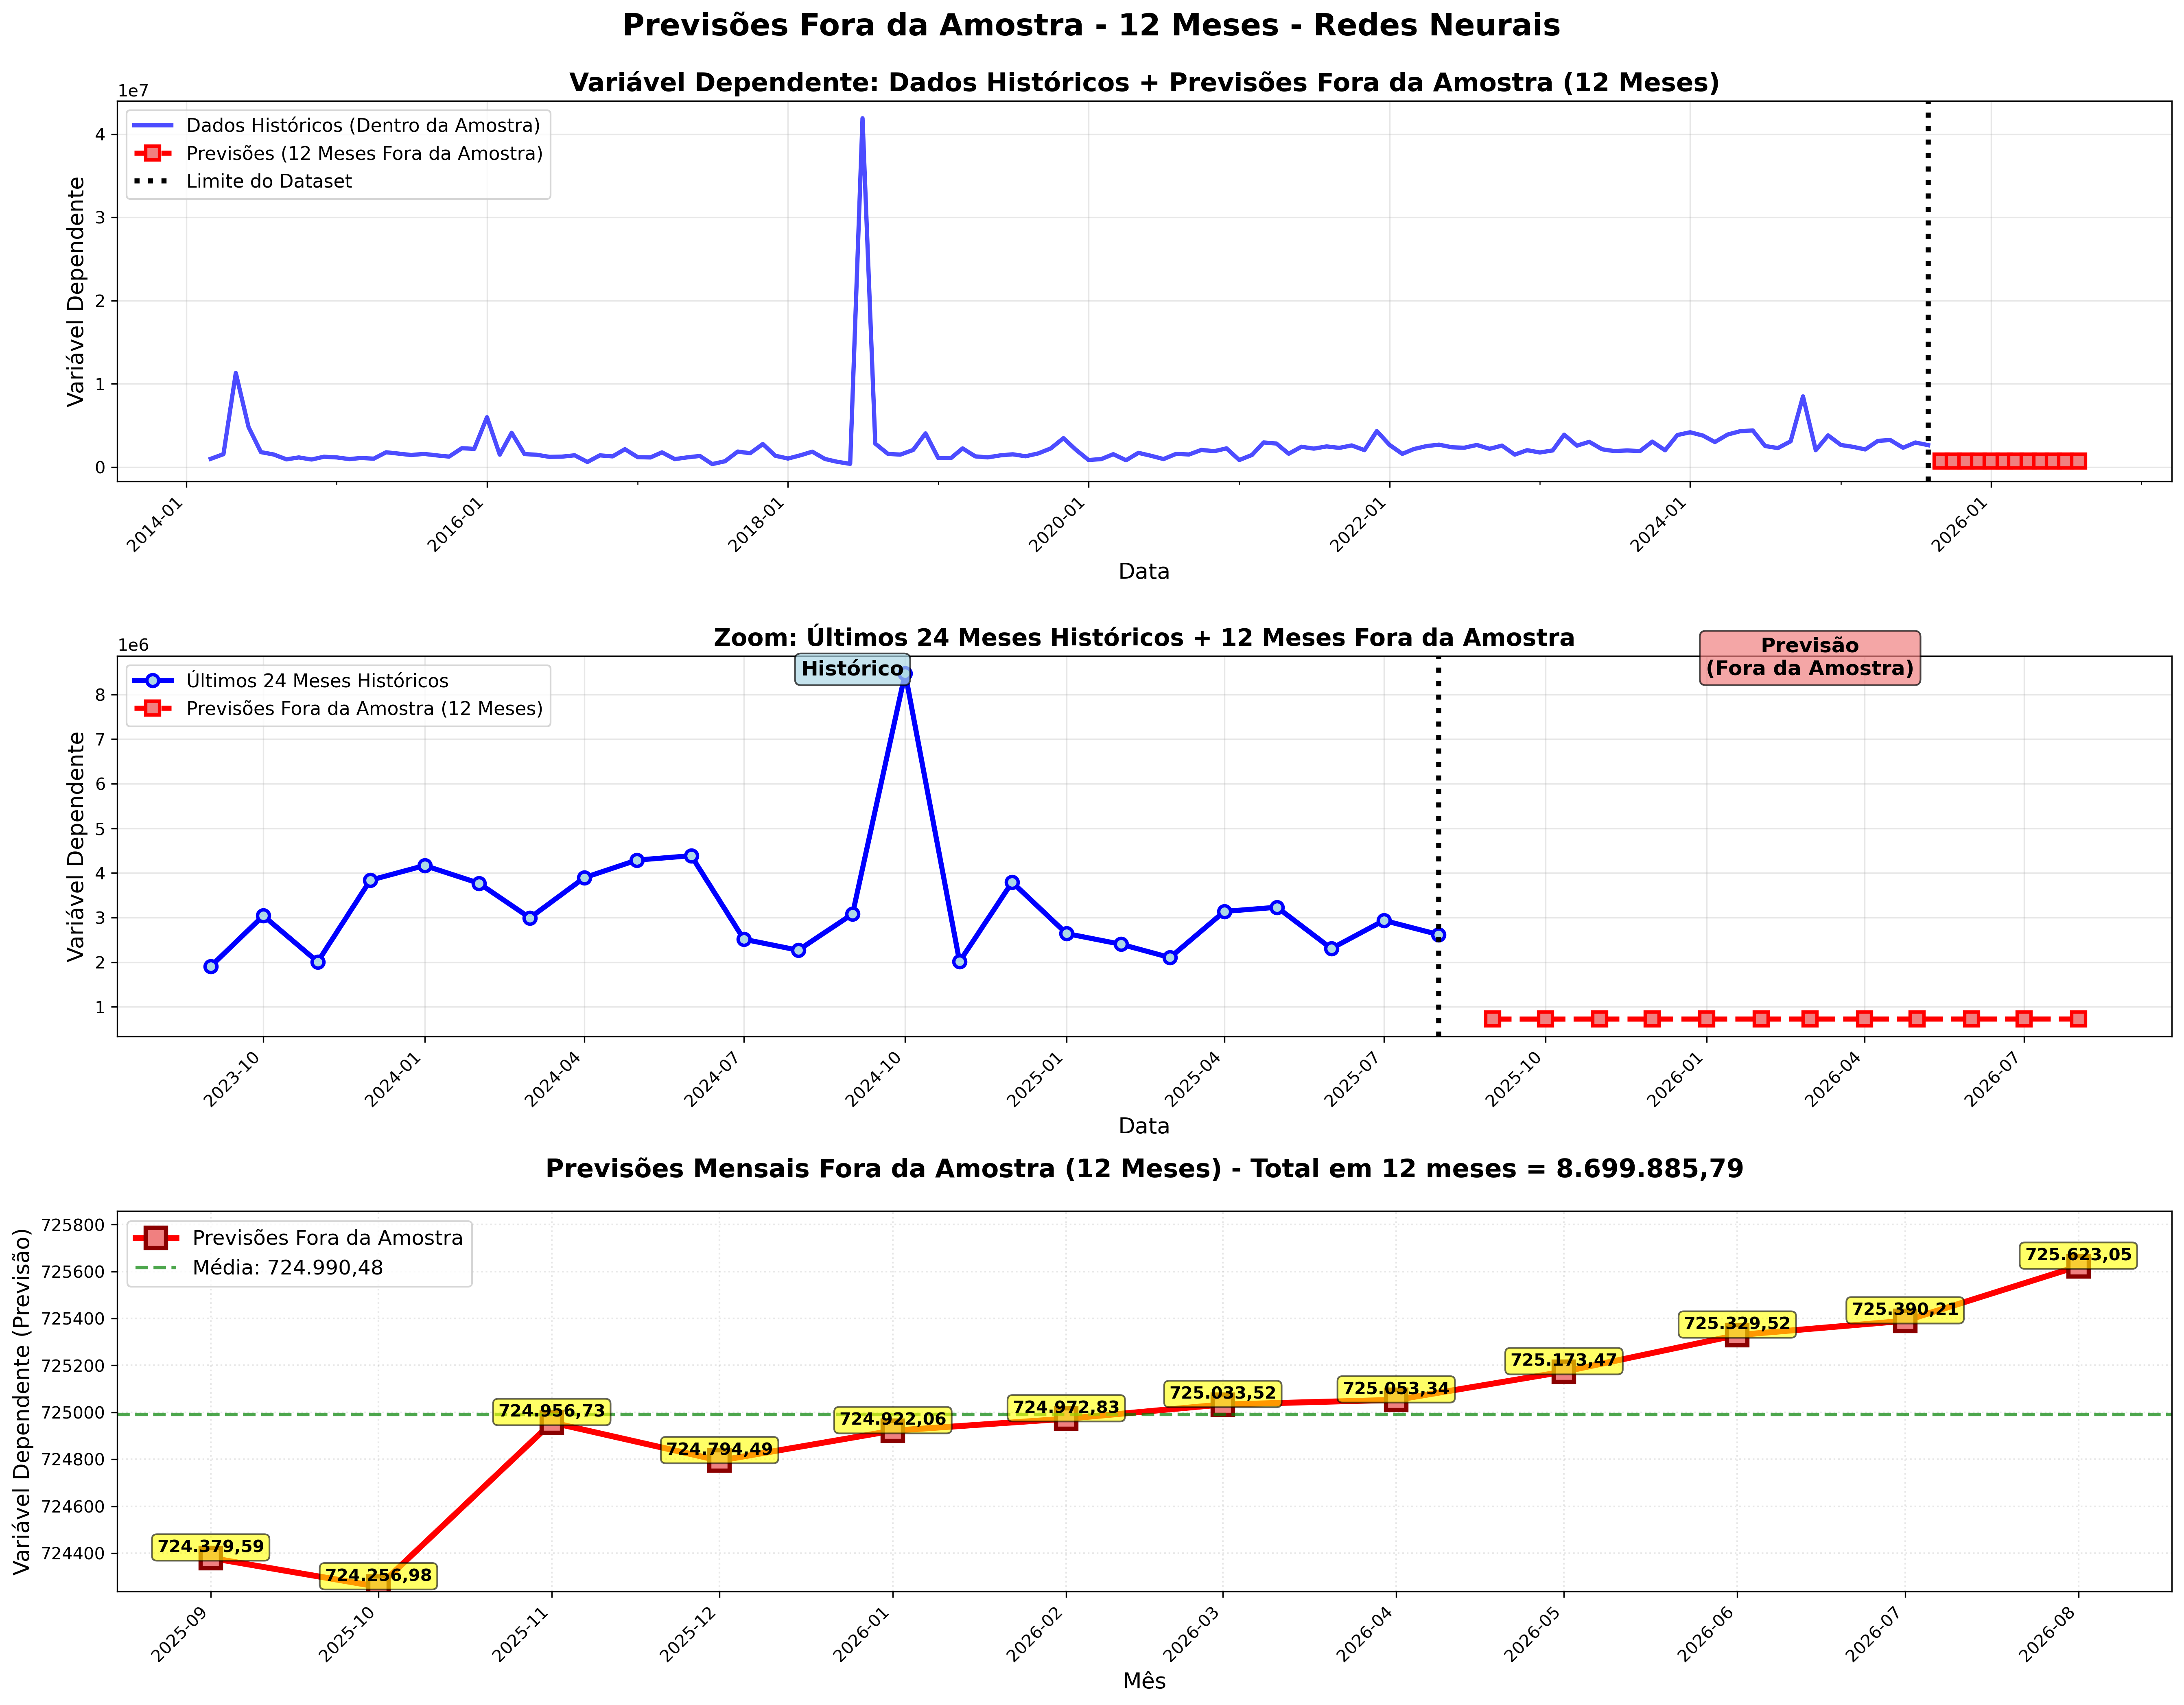 Previsões Fora da Amostra - 12 Meses - Redes Neurais
Variável Dependente: Dados Históricos + Previsões Fora da Amostra (12 Meses)
1e7
Dados Históricos (Dentro da Amostra)
Previsões (12 Meses Fora da Amostra)
Limite do Dataset
Variável Dependente
4
3
2
1
0
2014-01
2016-01
2018-01
2020-01
2022-01
2024-01
2026-01
Data
Zoom: Últimos 24 Meses Históricos + 12 Meses Fora da Amostra
1e6
Últimos 24 Meses Históricos
Previsões Fora da Amostra (12 Meses)
Histórico
Previsão
(Fora da Amostra)
Variável Dependente
8
7
6
5
4
3
2
1
2023-10
2024-01
2024-04
2024-07
2024-10
2025-01
2025-04
2025-07
2025-10
2026-01
2026-04
2026-07
Data
Previsões Mensais Fora da Amostra (12 Meses) - Total em 12 meses = 8.699.885,79
Previsões Fora da Amostra
Média: 724.990,48
Variável Dependente (Previsão)
725800
725600
725400
725200
725000
724800
724600
724400
724.379,59
724.256,98
724.956,73
724.794,49
724.922,06
724.972,83
725.033,52
725.053,34
725.173,47
725.329,52
725.390,21
725.623,05
2025-09
2025-10
2025-11
2025-12
2026-01
2026-02
2026-03
2026-04
2026-05
2026-06
2026-07
2026-08
Mês